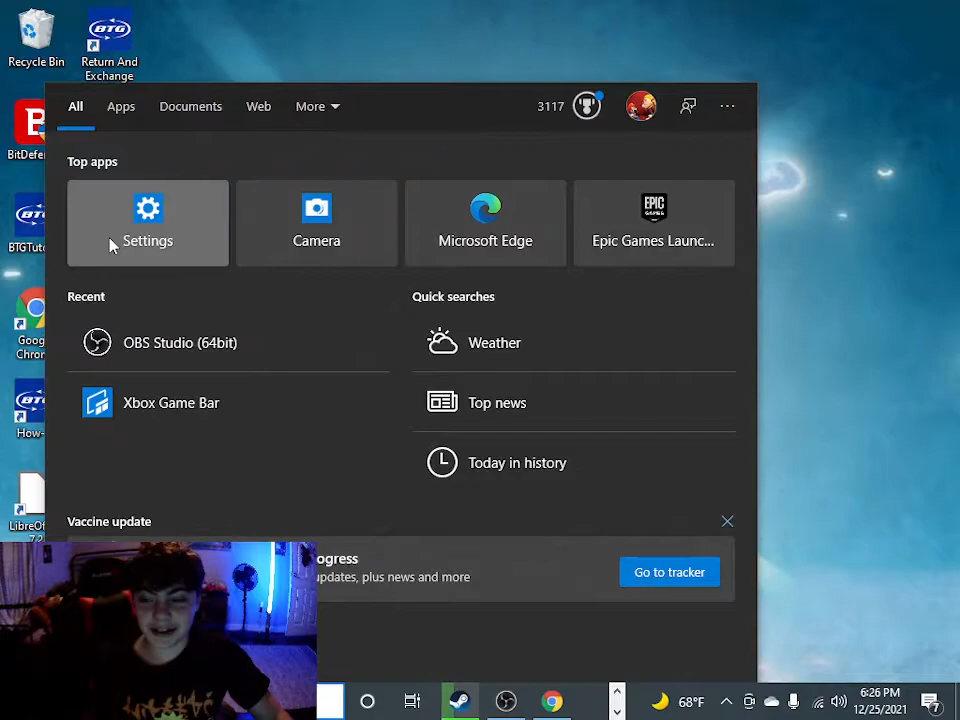 BTG
Recycle Bin
Return And
Exchange
All
Apps
Documents
Web
More
3117
Top apps
B
BitDefen
Settings
Camera
Microsoft Edge
EPIC
GAMES
Epic Games Launc...
BTGTuto
Recent
Quick searches
OBS Studio (64bit)
Weather
Goog
Chron
Xbox Game Bar
Top news
How-
Today in history
LibreOf
7.2
Vaccine update
ogress
updates, plus news and more
Go to tracker
68°F
6:26 PM
12/25/2021
7